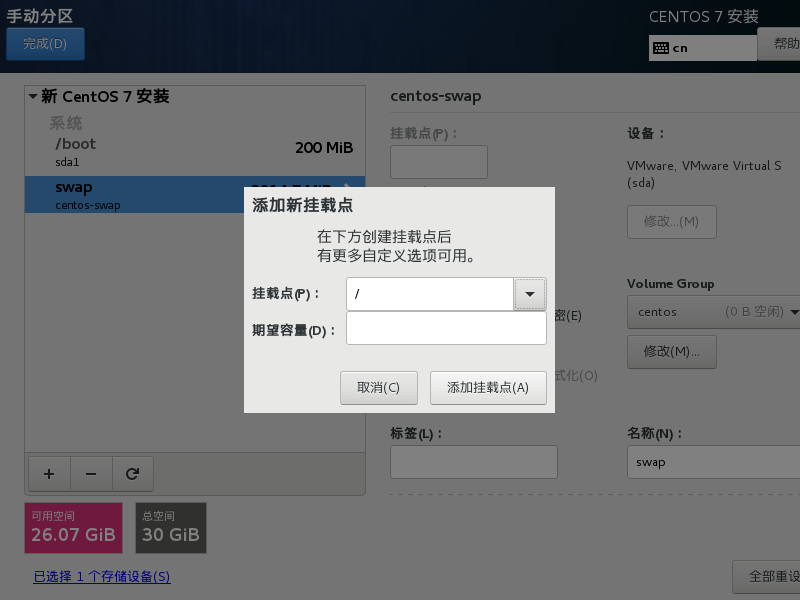 手动分区
CENTOS 7 安装
完成(D)
cn
帮助
新 CentOS 7 安装
系统
/boot
200 MiB
sda1
swap
centos-swap
centos-swap
挂载点(P)：
设备：
VMware, VMware Virtual S
(sda)
修改...(M)
添加新挂载点
在下方创建挂载点后
有更多自定义选项可用。
挂载点(P)：
/
期望容量(D)：
取消(C)
添加挂载点(A)
密(E)
式化(O)
Volume Group
centos
(0 B 空闲)
修改(M)...
标签(L)：
名称(N)：
swap
可用空间
26.07 GiB
总空间
30 GiB
已选择 1 个存储设备(S)
全部重设